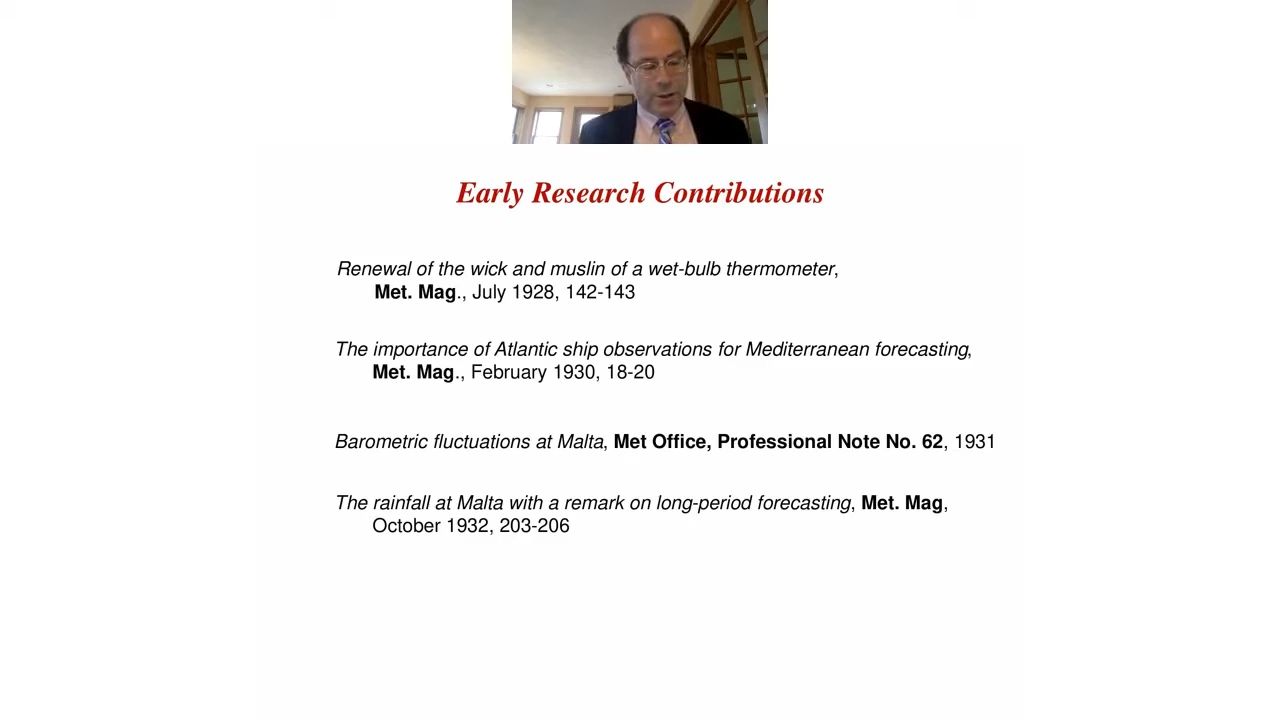 Early Research Contributions
Renewal of the wick and muslin of a wet-bulb thermometer,
Met. Mag., July 1928, 142-143
The importance of Atlantic ship observations for Mediterranean forecasting,
Met. Mag., February 1930, 18-20
Barometric fluctuations at Malta, Met Office, Professional Note No. 62, 1931
The rainfall at Malta with a remark on long-period forecasting, Met. Mag,
October 1932, 203-206